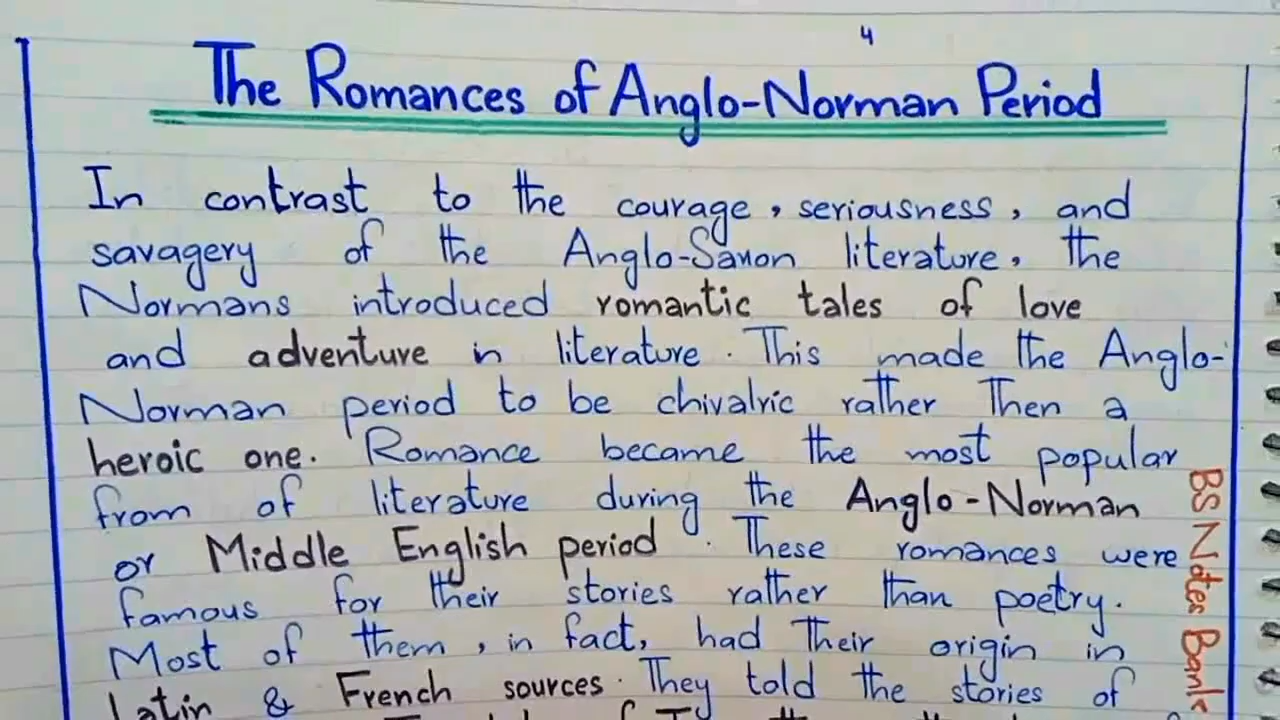 4
The Romances of Anglo-Norman Period
In contrast to the courage, seriousness, and
savagery of the Anglo-Saxon literature, the
Normans introduced romantic tales of love
and adventure in literature. This made the Anglo-
Norman period to be chivalric rather Then a
heroic one. Romance became the most popular
from of literature during the Anglo-Norman
or Middle English period. These romances were
famous for their stories rather than poetry.
Most of them, in fact, had their origin in
Latin & French sources. They told the stories of
BS Notes Bank